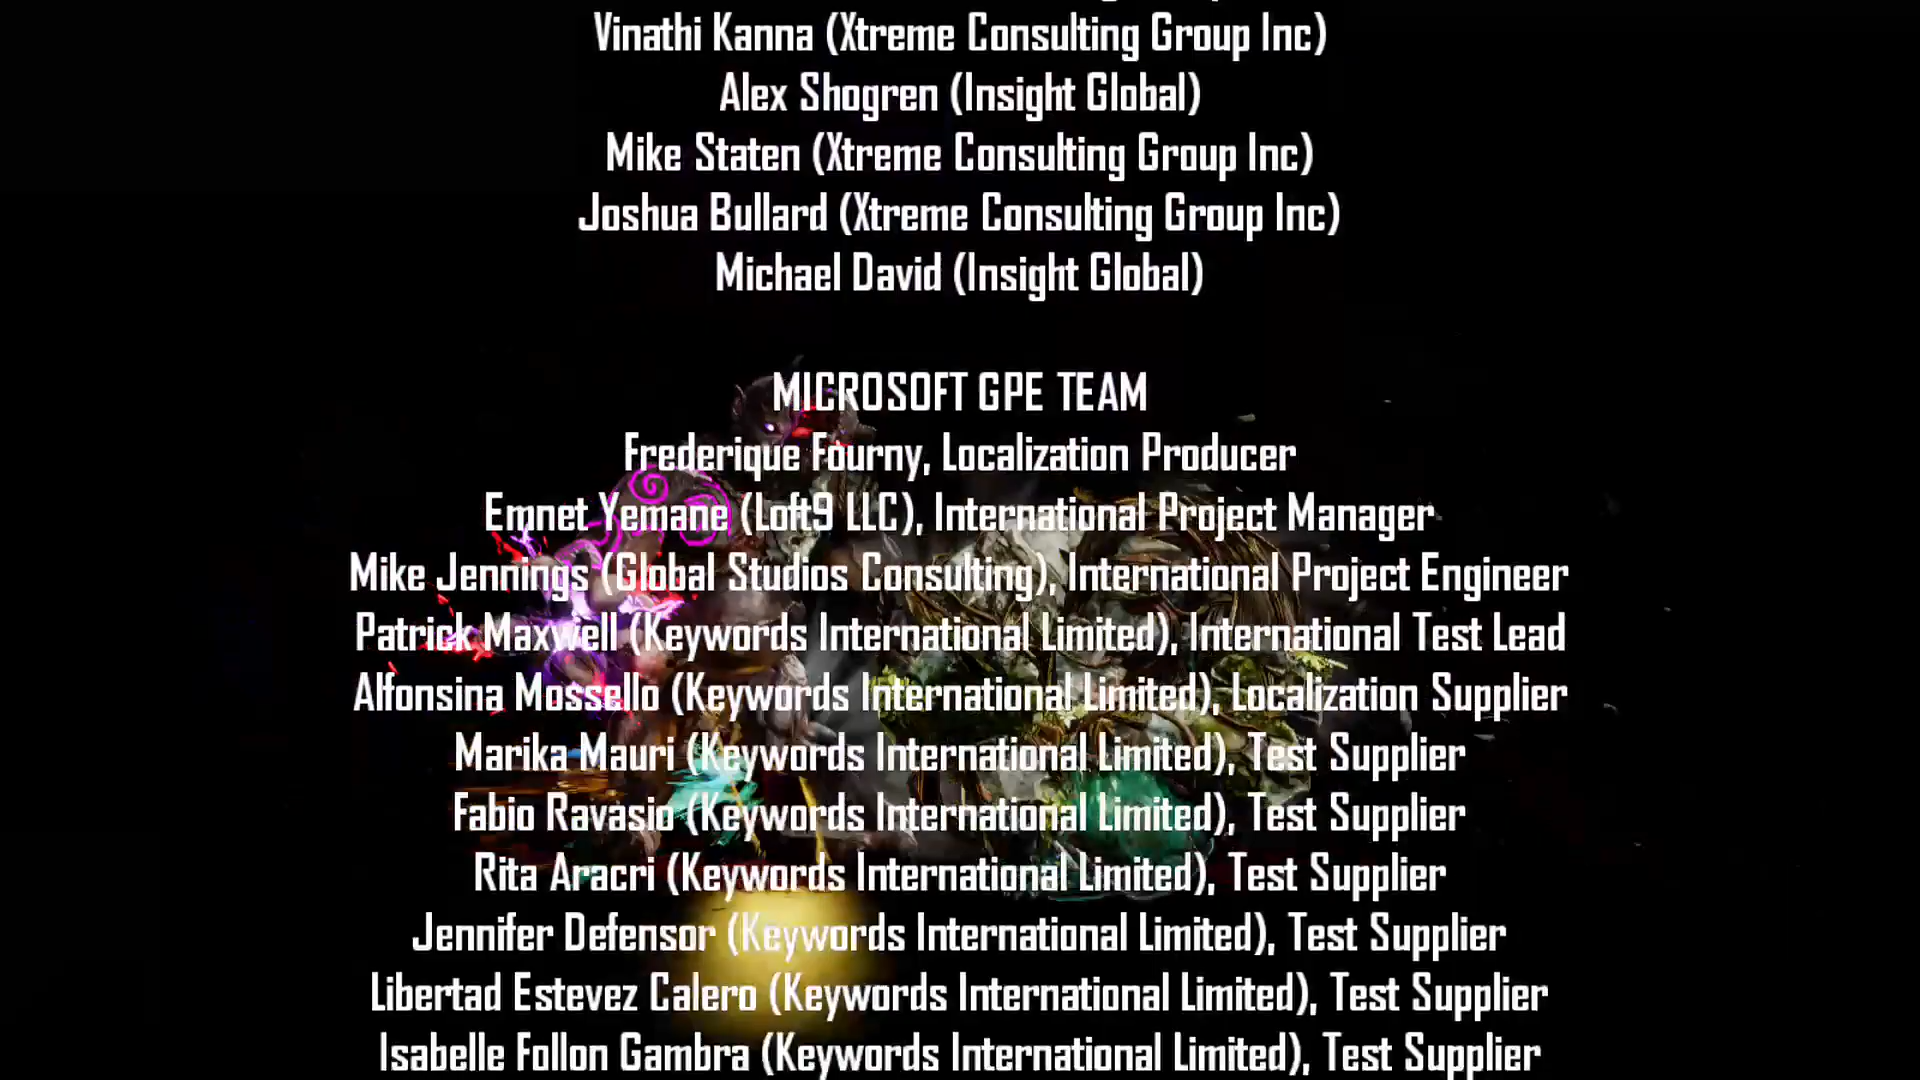 Vinathi Kanna (Xtreme Consulting Group Inc)
Alex Shogren (Insight Global)
Mike Staten (Xtreme Consulting Group Inc)
Joshua Bullard (Xtreme Consulting Group Inc)
Michael David (Insight Global)
MICROSOFT GPE TEAM
Frederique Fourny, Localization Producer
Emnet Yemane (Loft9 LLC), International Project Manager
Mike Jennings (Global Studios Consulting), International Project Engineer
Patrick Maxwell (Keywords International Limited), International Test Lead
Alfonsina Mossello (Keywords International Limited), Localization Supplier
Marika Mauri (Keywords International Limited), Test Supplier
Fabio Ravasio (Keywords International Limited), Test Supplier
Rita Aracri (Keywords International Limited), Test Supplier
Jennifer Defensor (Keywords International Limited), Test Supplier
Libertad Estevez Calero (Keywords International Limited), Test Supplier
Isabelle Follon Gambra (Keywords International Limited), Test Supplier